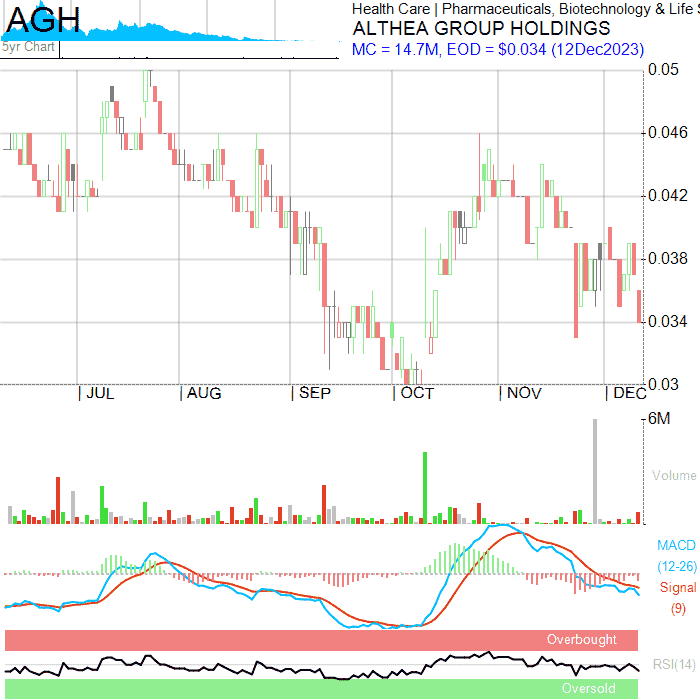 AGH
5yr Chart
Health Care | Pharmaceuticals, Biotechnology & Life S
ALTHEA GROUP HOLDINGS
MC = 14.7M, EOD = $0.034 (12Dec2023)
0.05
0.046
0.042
0.038
0.034
0.03
| JUL | AUG | SEP | OCT | NOV | DEC
6M
Volume
MACD
(12-26)
Signal
(9)
Overbought
RSI(14)
Oversold